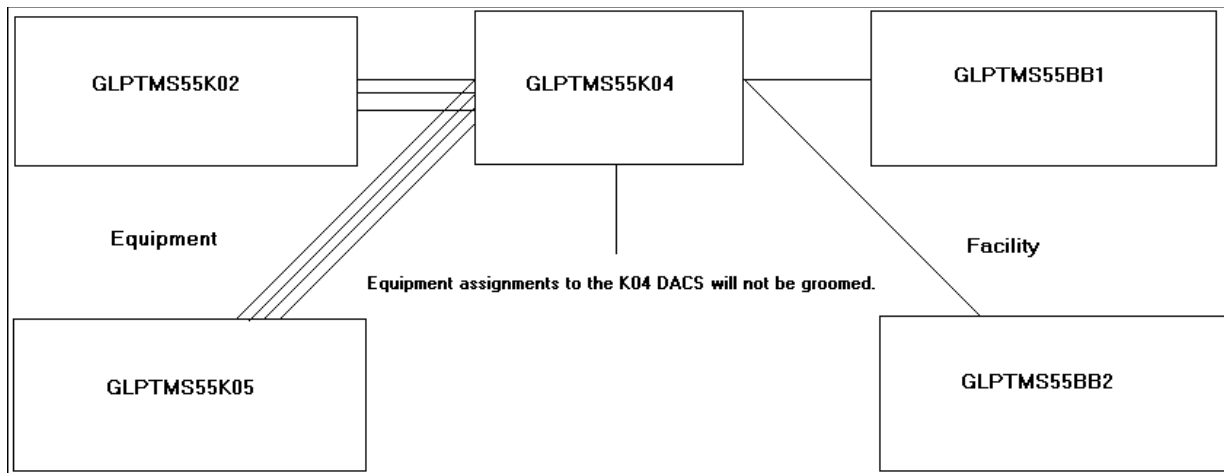 GLPTMS55K02
GLPTMS55K04
GLPTMS55BB1
Equipment
Facility
Equipment assignments to the K04 DACS will not be groomed.
GLPTMS55K05
GLPTMS55BB2